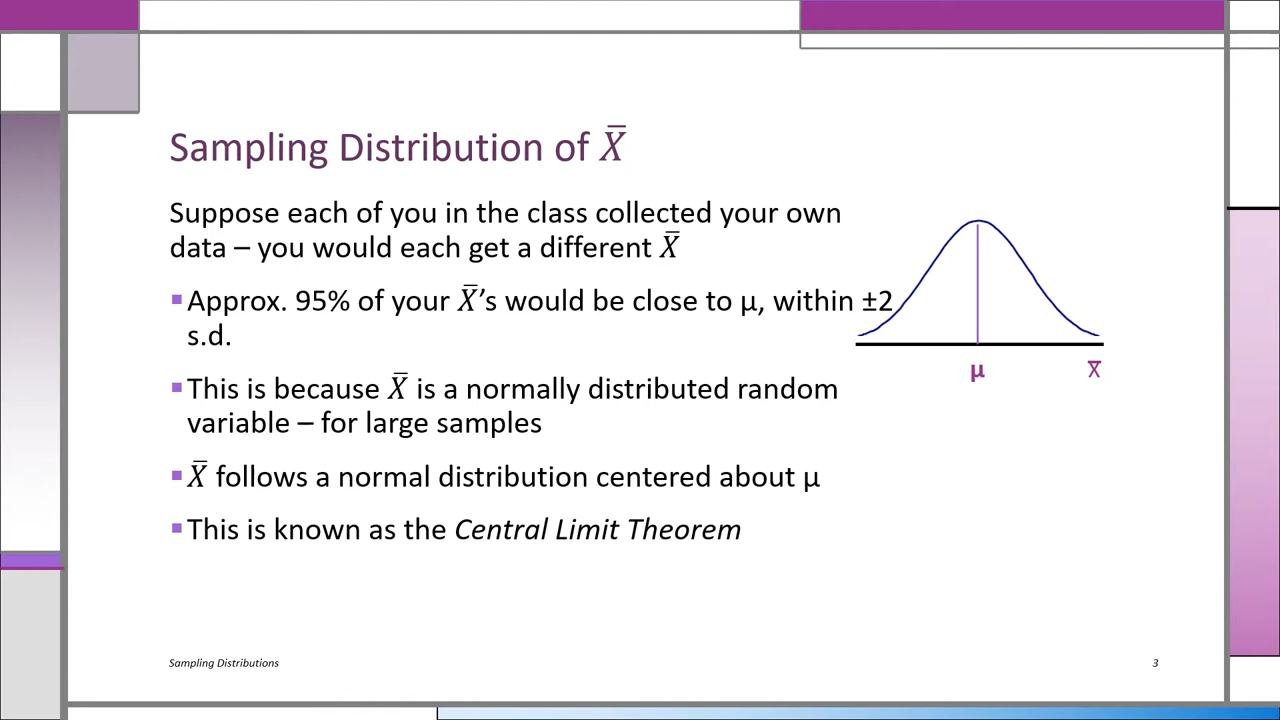 Sampling Distribution of X̄
Suppose each of you in the class collected your own
data – you would each get a different X̄
▪Approx. 95% of your X̄’s would be close to µ, within ±2
s.d.
▪This is because X̄ is a normally distributed random
variable – for large samples
▪X̄ follows a normal distribution centered about µ
▪This is known as the Central Limit Theorem
µ X̄
Sampling Distributions 3